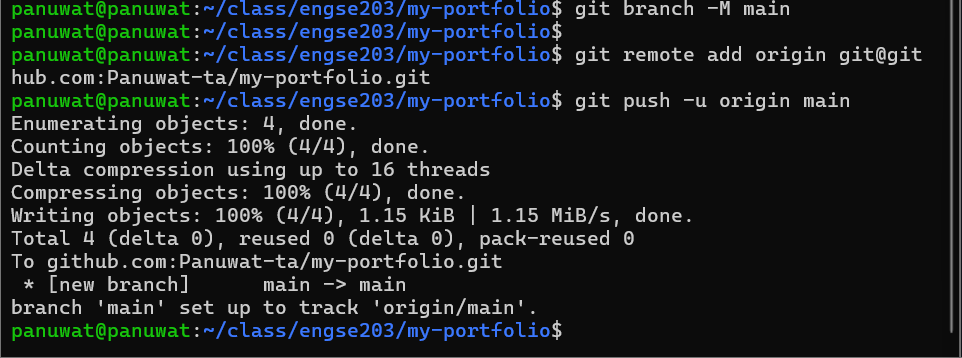 panuwat@panuwat:~/class/engse203/my-portfolio$ git branch -M main
panuwat@panuwat:~/class/engse203/my-portfolio$
panuwat@panuwat:~/class/engse203/my-portfolio$ git remote add origin git@git
hub.com:Panuwat-ta/my-portfolio.git
panuwat@panuwat:~/class/engse203/my-portfolio$ git push -u origin main
Enumerating objects: 4, done.
Counting objects: 100% (4/4), done.
Delta compression using up to 16 threads
Compressing objects: 100% (4/4), done.
Writing objects: 100% (4/4), 1.15 KiB | 1.15 MiB/s, done.
Total 4 (delta 0), reused 0 (delta 0), pack-reused 0
To github.com:Panuwat-ta/my-portfolio.git
 * [new branch]      main -> main
branch 'main' set up to track 'origin/main'.
panuwat@panuwat:~/class/engse203/my-portfolio$